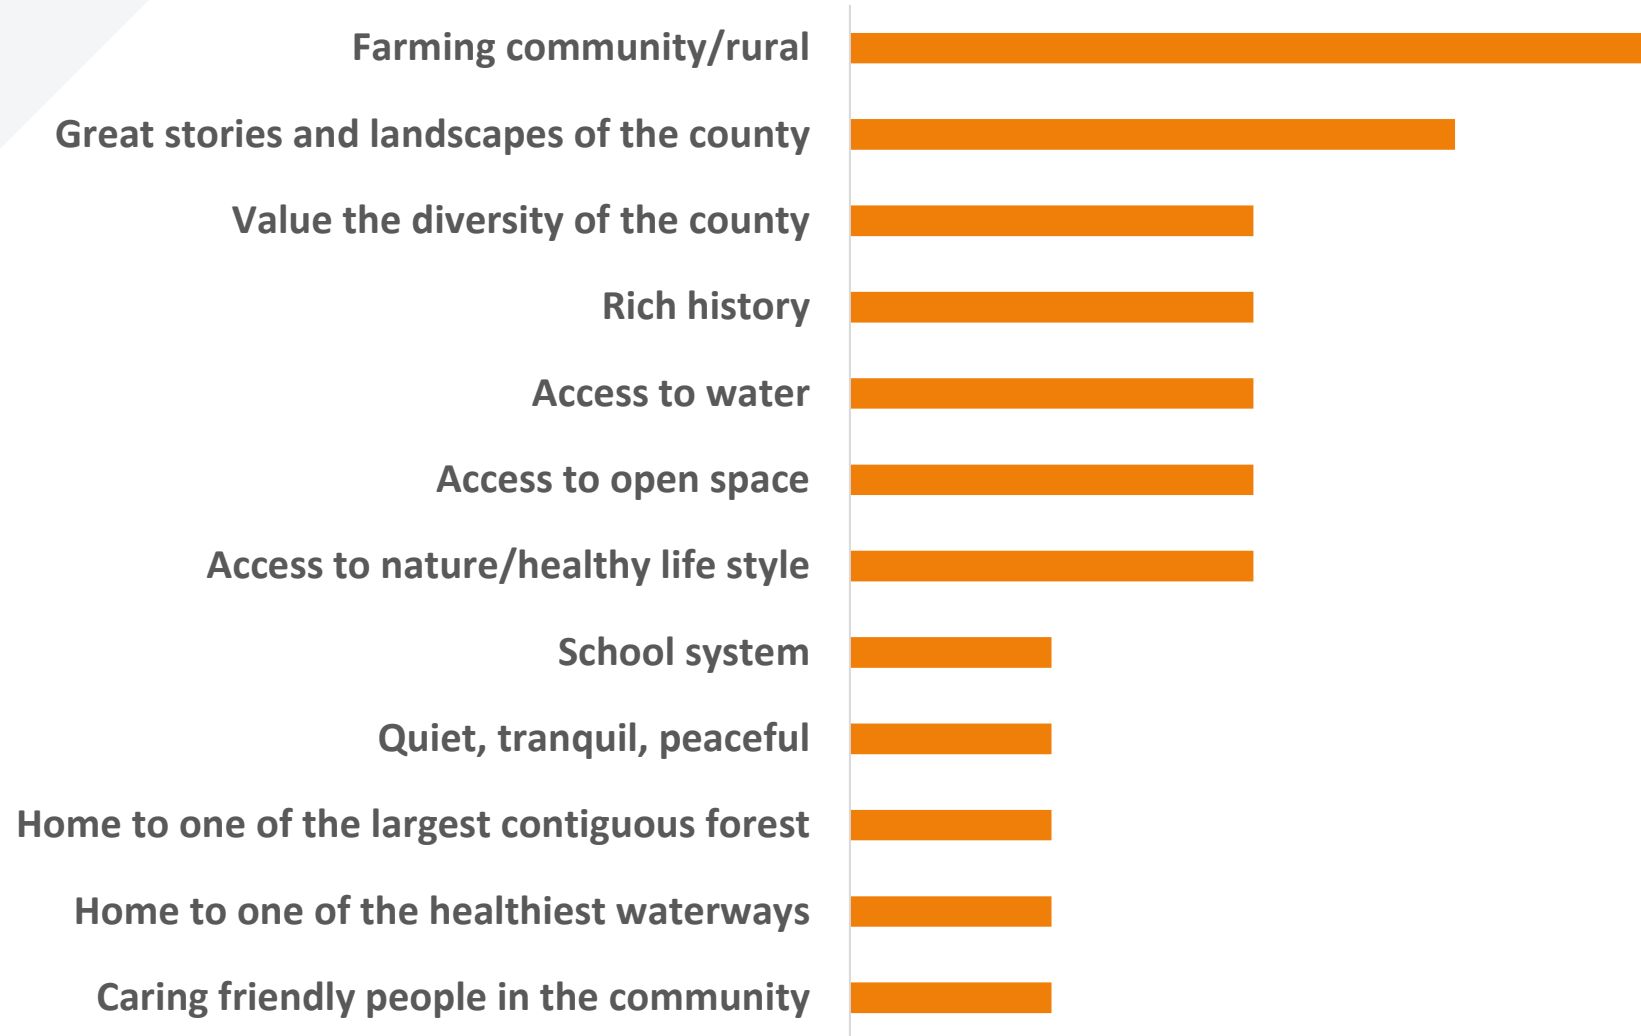 Farming community/rural
Great stories and landscapes of the county
Value the diversity of the county
Rich history
Access to water
Access to open space
Access to nature/healthy life style
School system
Quiet, tranquil, peaceful
Home to one of the largest contiguous forest
Home to one of the healthiest waterways
Caring friendly people in the community